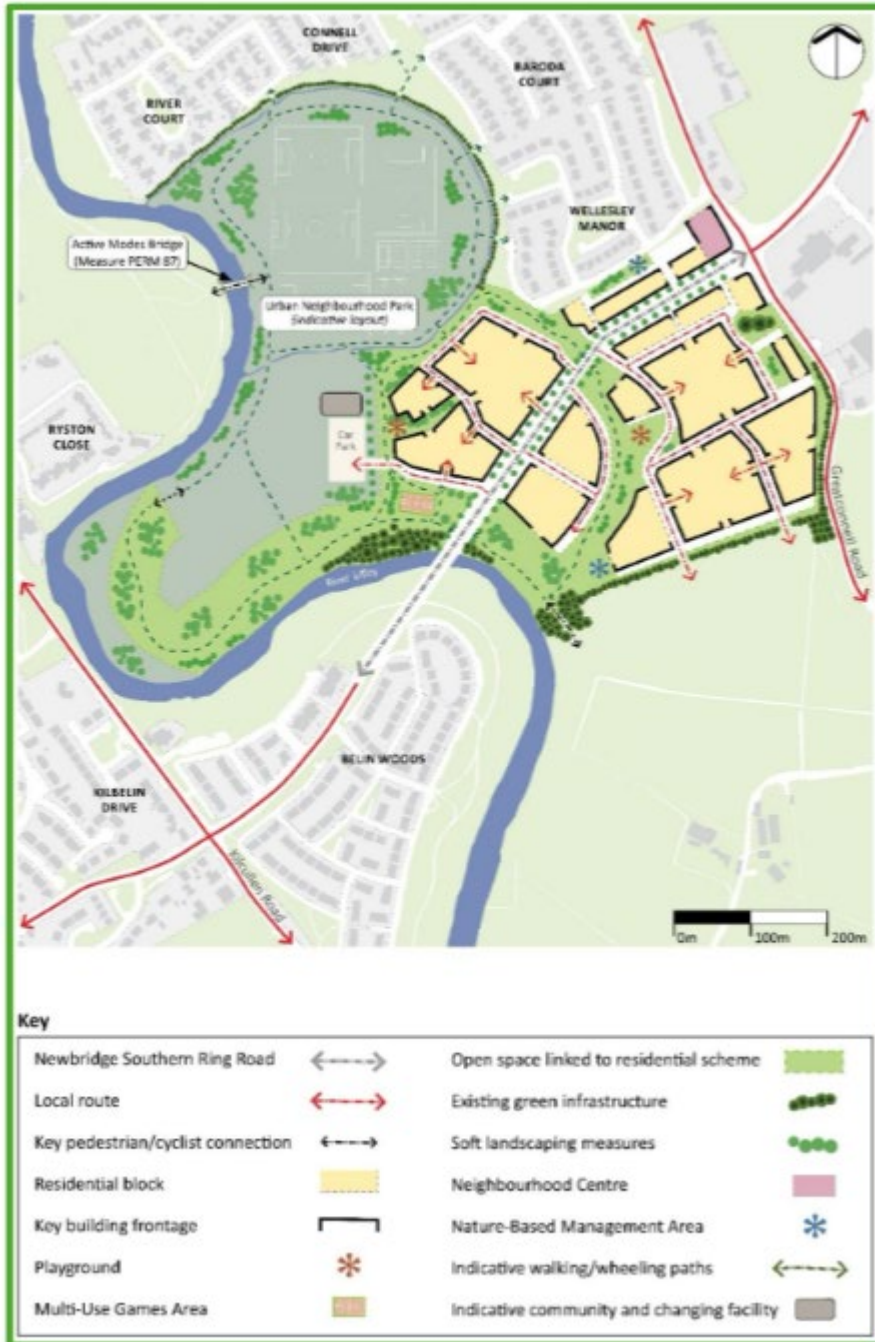 CONNELL
DRIVE
BARODA
COURT
RIVER
COURT
WELLESLEY
MANOR
Active Modes Bridge
(Measure PERM 87)
Urban Neighbourhood Park
(indicative layout)
RYSTON
CLOSE
Car
Park
Greatconnell Road
River Liffey
BELIN WOODS
KILBELIN
DRIVE
Kilcullen Road
0m 100m 200m
Key
Newbridge Southern Ring Road
Open space linked to residential scheme
Local route
Existing green infrastructure
Key pedestrian/cyclist connection
Soft landscaping measures
Residential block
Neighbourhood Centre
Key building frontage
Nature-Based Management Area
Playground
Indicative walking/wheeling paths
Multi-Use Games Area
Indicative community and changing facility